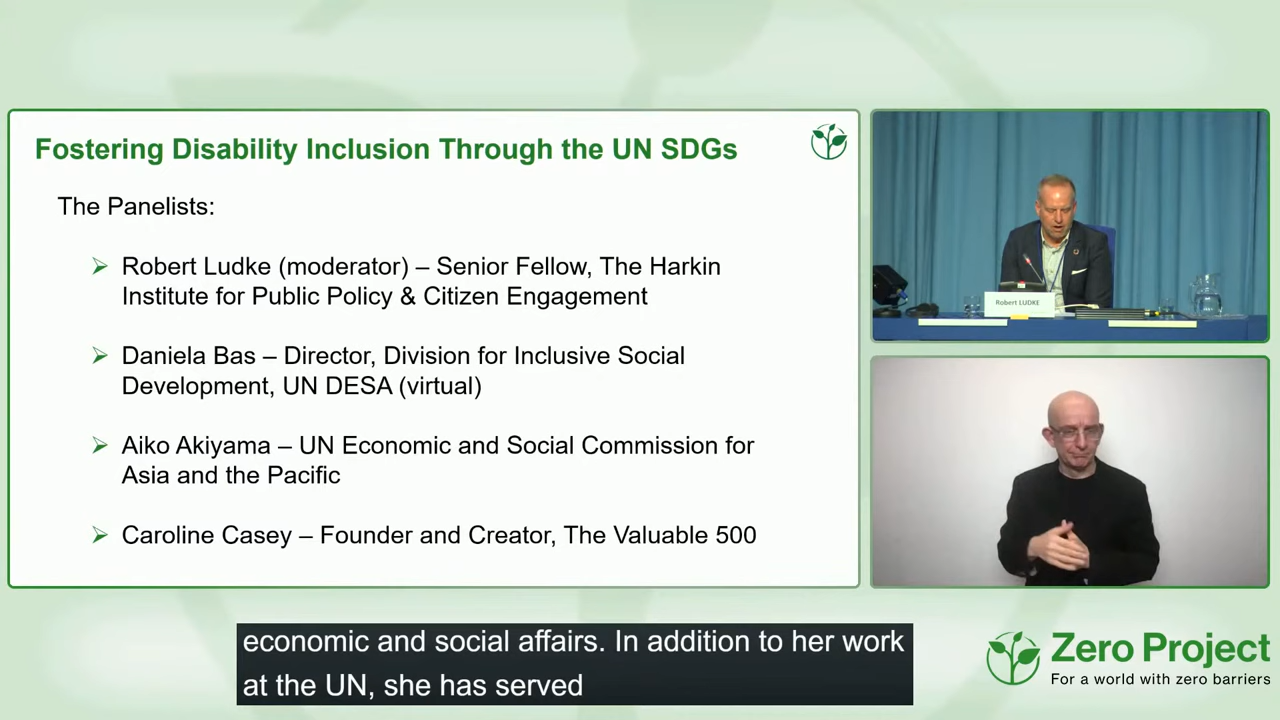 Fostering Disability Inclusion Through the UN SDGs
The Panelists:
➢ Robert Ludke (moderator) – Senior Fellow, The Harkin
Institute for Public Policy & Citizen Engagement
➢ Daniela Bas – Director, Division for Inclusive Social
Development, UN DESA (virtual)
➢ Aiko Akiyama – UN Economic and Social Commission for
Asia and the Pacific
➢ Caroline Casey – Founder and Creator, The Valuable 500
Robert LUDKE
economic and social affairs. In addition to her work
at the UN, she has served
Zero Project
For a world with zero barriers